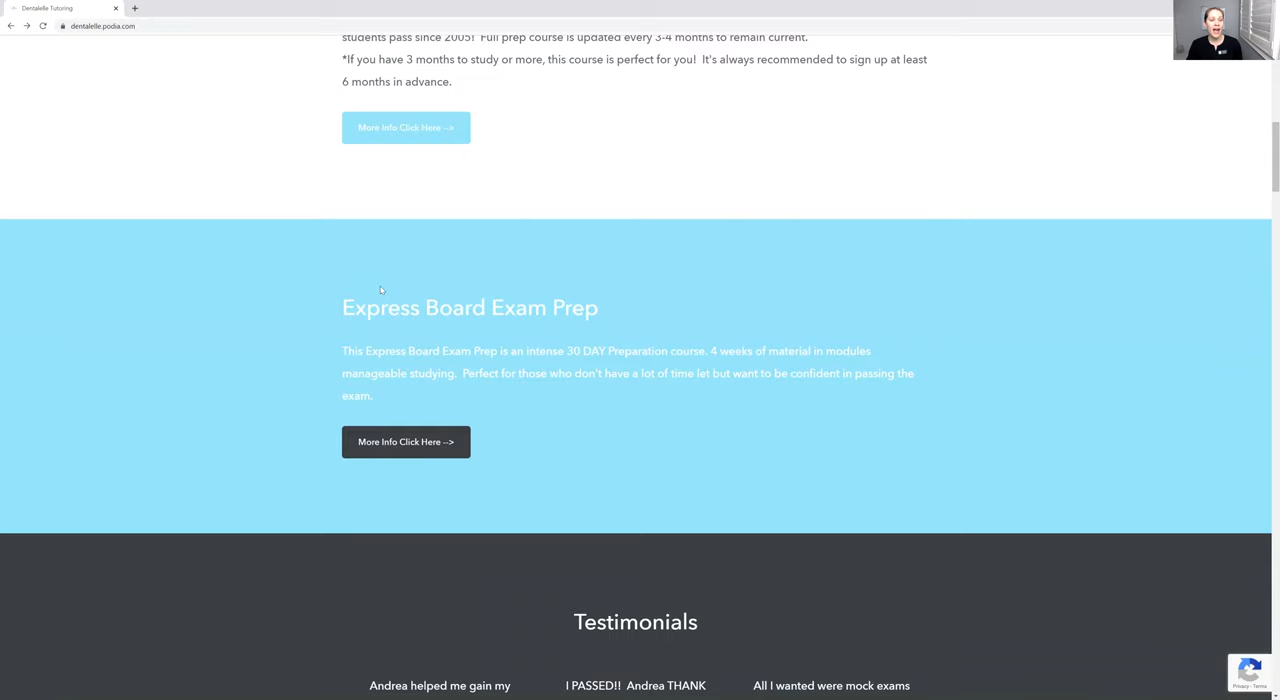 Dentalelle Tutoring
dentalelle.podia.com
students pass since 2005! Full prep course is updated every 3-4 months to remain current.
*If you have 3 months to study or more, this course is perfect for you! It's always recommended to sign up at least
6 months in advance.
More Info Click Here -->
Express Board Exam Prep
This Express Board Exam Prep is an intense 30 DAY Preparation course. 4 weeks of material in modules
manageable studying. Perfect for those who don't have a lot of time let but want to be confident in passing the
exam.
More Info Click Here -->
Testimonials
Andrea helped me gain my
I PASSED!! Andrea THANK
All I wanted were mock exams
Privacy - Terms